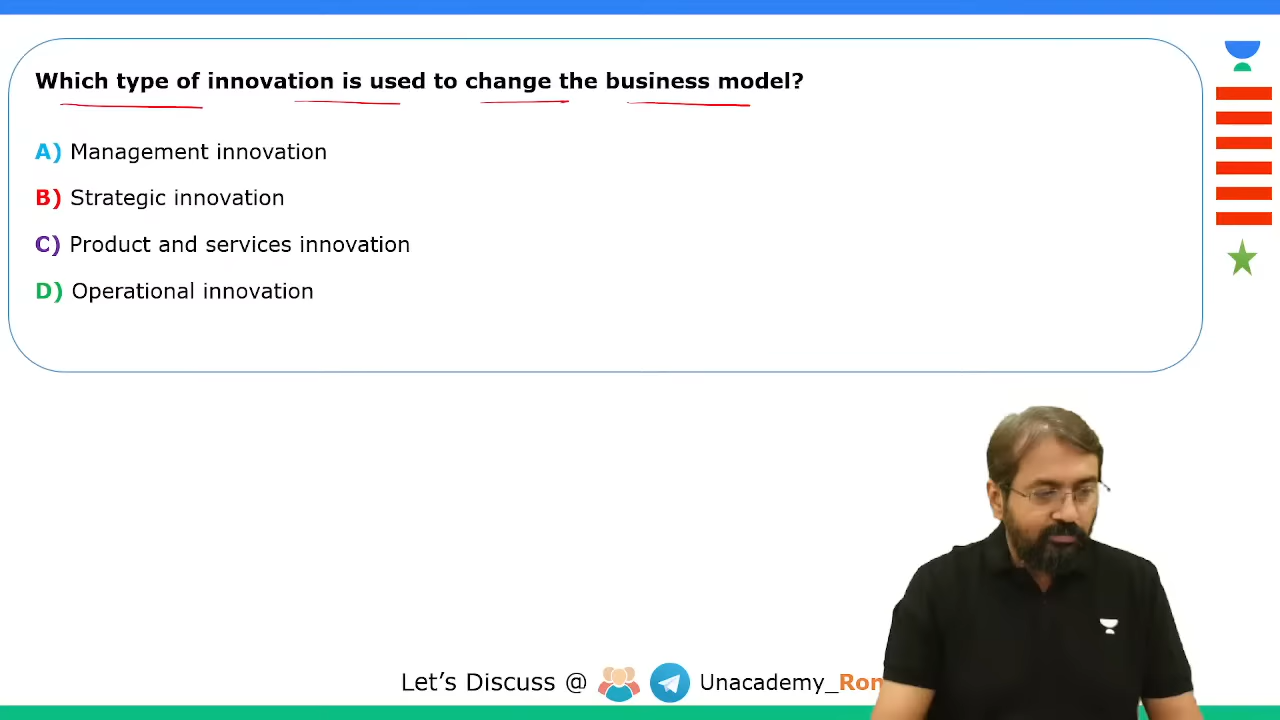 Which type of innovation is used to change the business model?
A) Management innovation
B) Strategic innovation
C) Product and services innovation
D) Operational innovation
Let's Discuss @ Unacademy_Ron